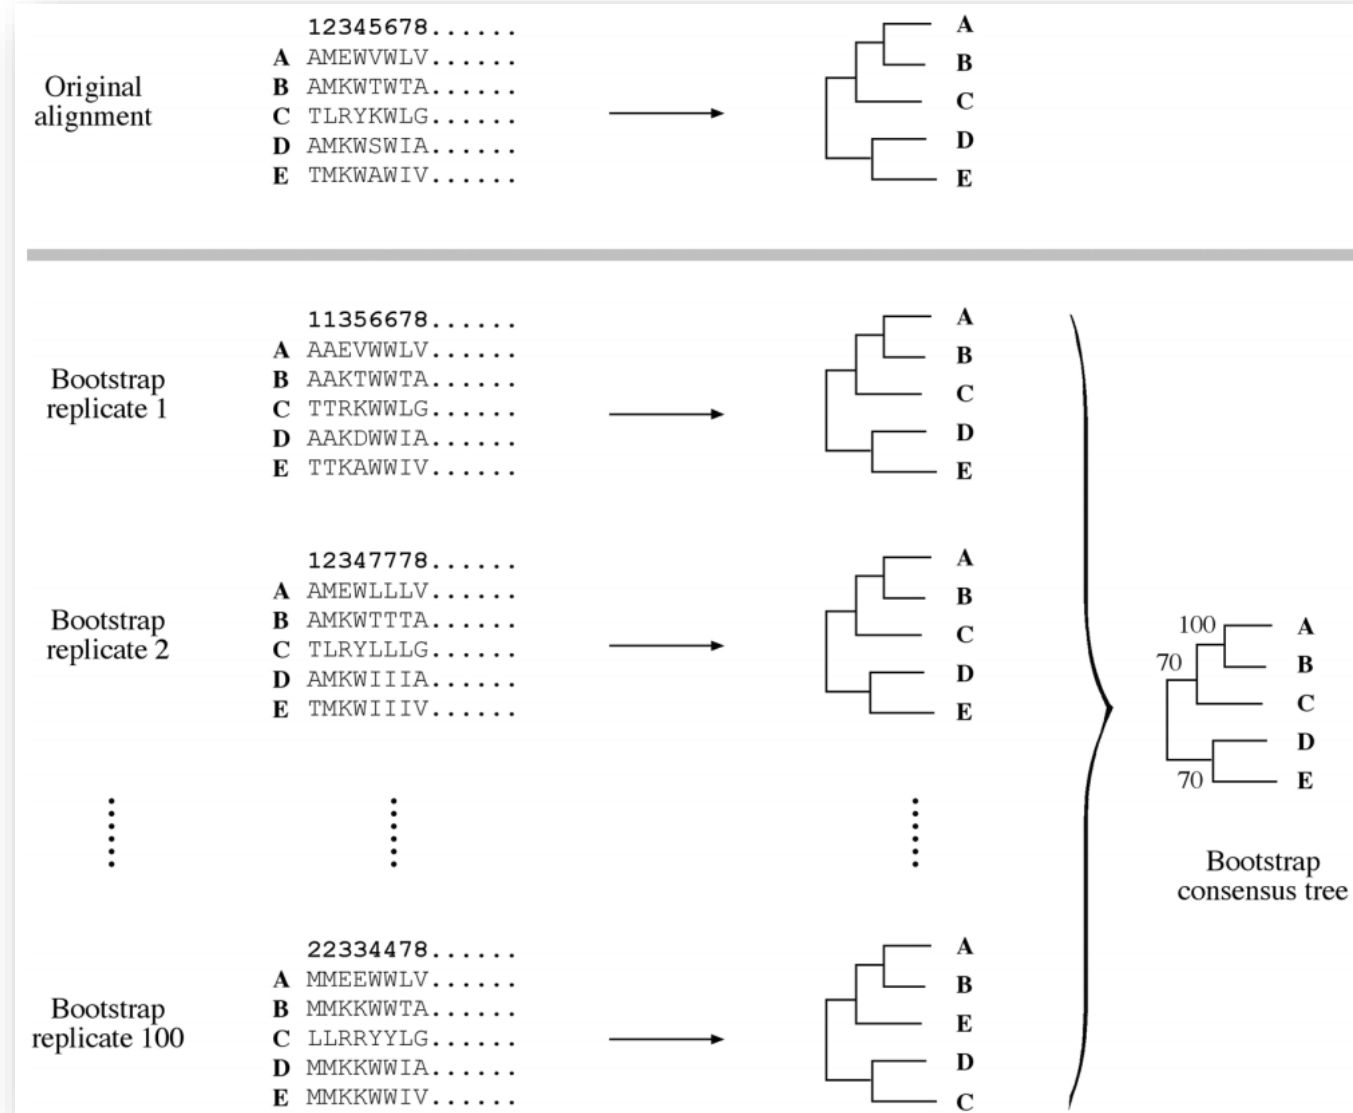 12345678......
A AMEWVWLV......
B AMKWTWTA......
C TLRYKWLG......
D AMKWSWIA......
E TMKWAWIV......
Original
alignment
A
B
C
D
E
11356678......
A AAEVWWLV......
B AAKTWWTA......
C TTRKWWLG......
D AAKDWWIA......
E TTKAWWIV......
Bootstrap
replicate 1
A
B
C
D
E
12347778......
A AMEWLLLV......
B AMKWTTTA......
C TLRYLLLG......
D AMKWIIIA......
E TMKWIIIV......
Bootstrap
replicate 2
A
B
C
D
E
100 A
70 B
C
D
70 E
Bootstrap
consensus tree
22334478......
A MMEEWWLV......
B MMKKWWTA......
C LLRRYYLG......
D MMKKWWIA......
E MMKKWWIV......
Bootstrap
replicate 100
A
B
E
D
C